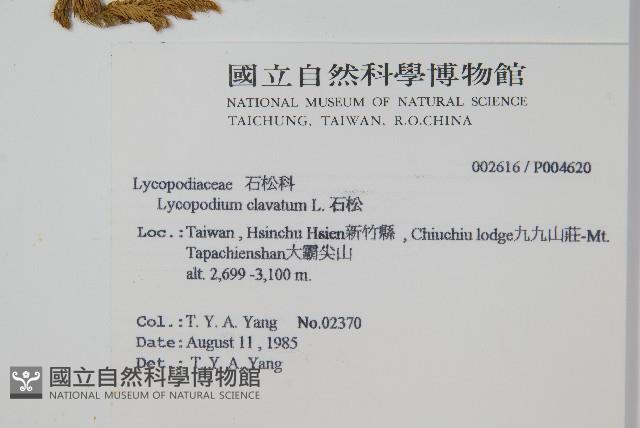 國立自然科學博物館
NATIONAL MUSEUM OF NATURAL SCIENCE
TAICHUNG, TAIWAN, R.O.CHINA
002616 / P004620
Lycopodiaceae 石松科
Lycopodium clavatum L. 石松
Loc.:Taiwan , Hsinchu Hsien新竹縣 , Chiuchiu lodge九九山莊-Mt.
Tapachienshan大霸尖山
alt. 2,699 -3,100 m.
Col.:T. Y. A. Yang No.02370
Date:August 11 , 1985
Det :T. Y. A. Yang
國立自然科學博物館
NATIONAL MUSEUM OF NATURAL SCIENCE